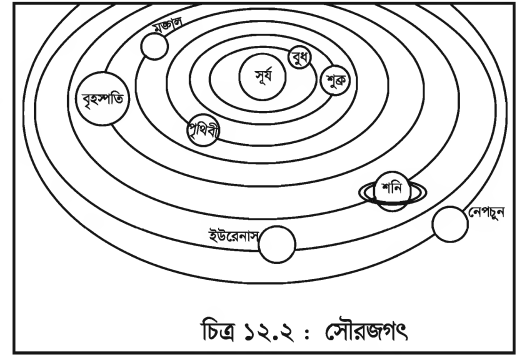 মঙ্গল
বুধ
সূর্য
শুক্র
বৃহস্পতি
পৃথিবী
শনি
নেপচুন
ইউরেনাস
চিত্র ১২.২ : সৌরজগৎ